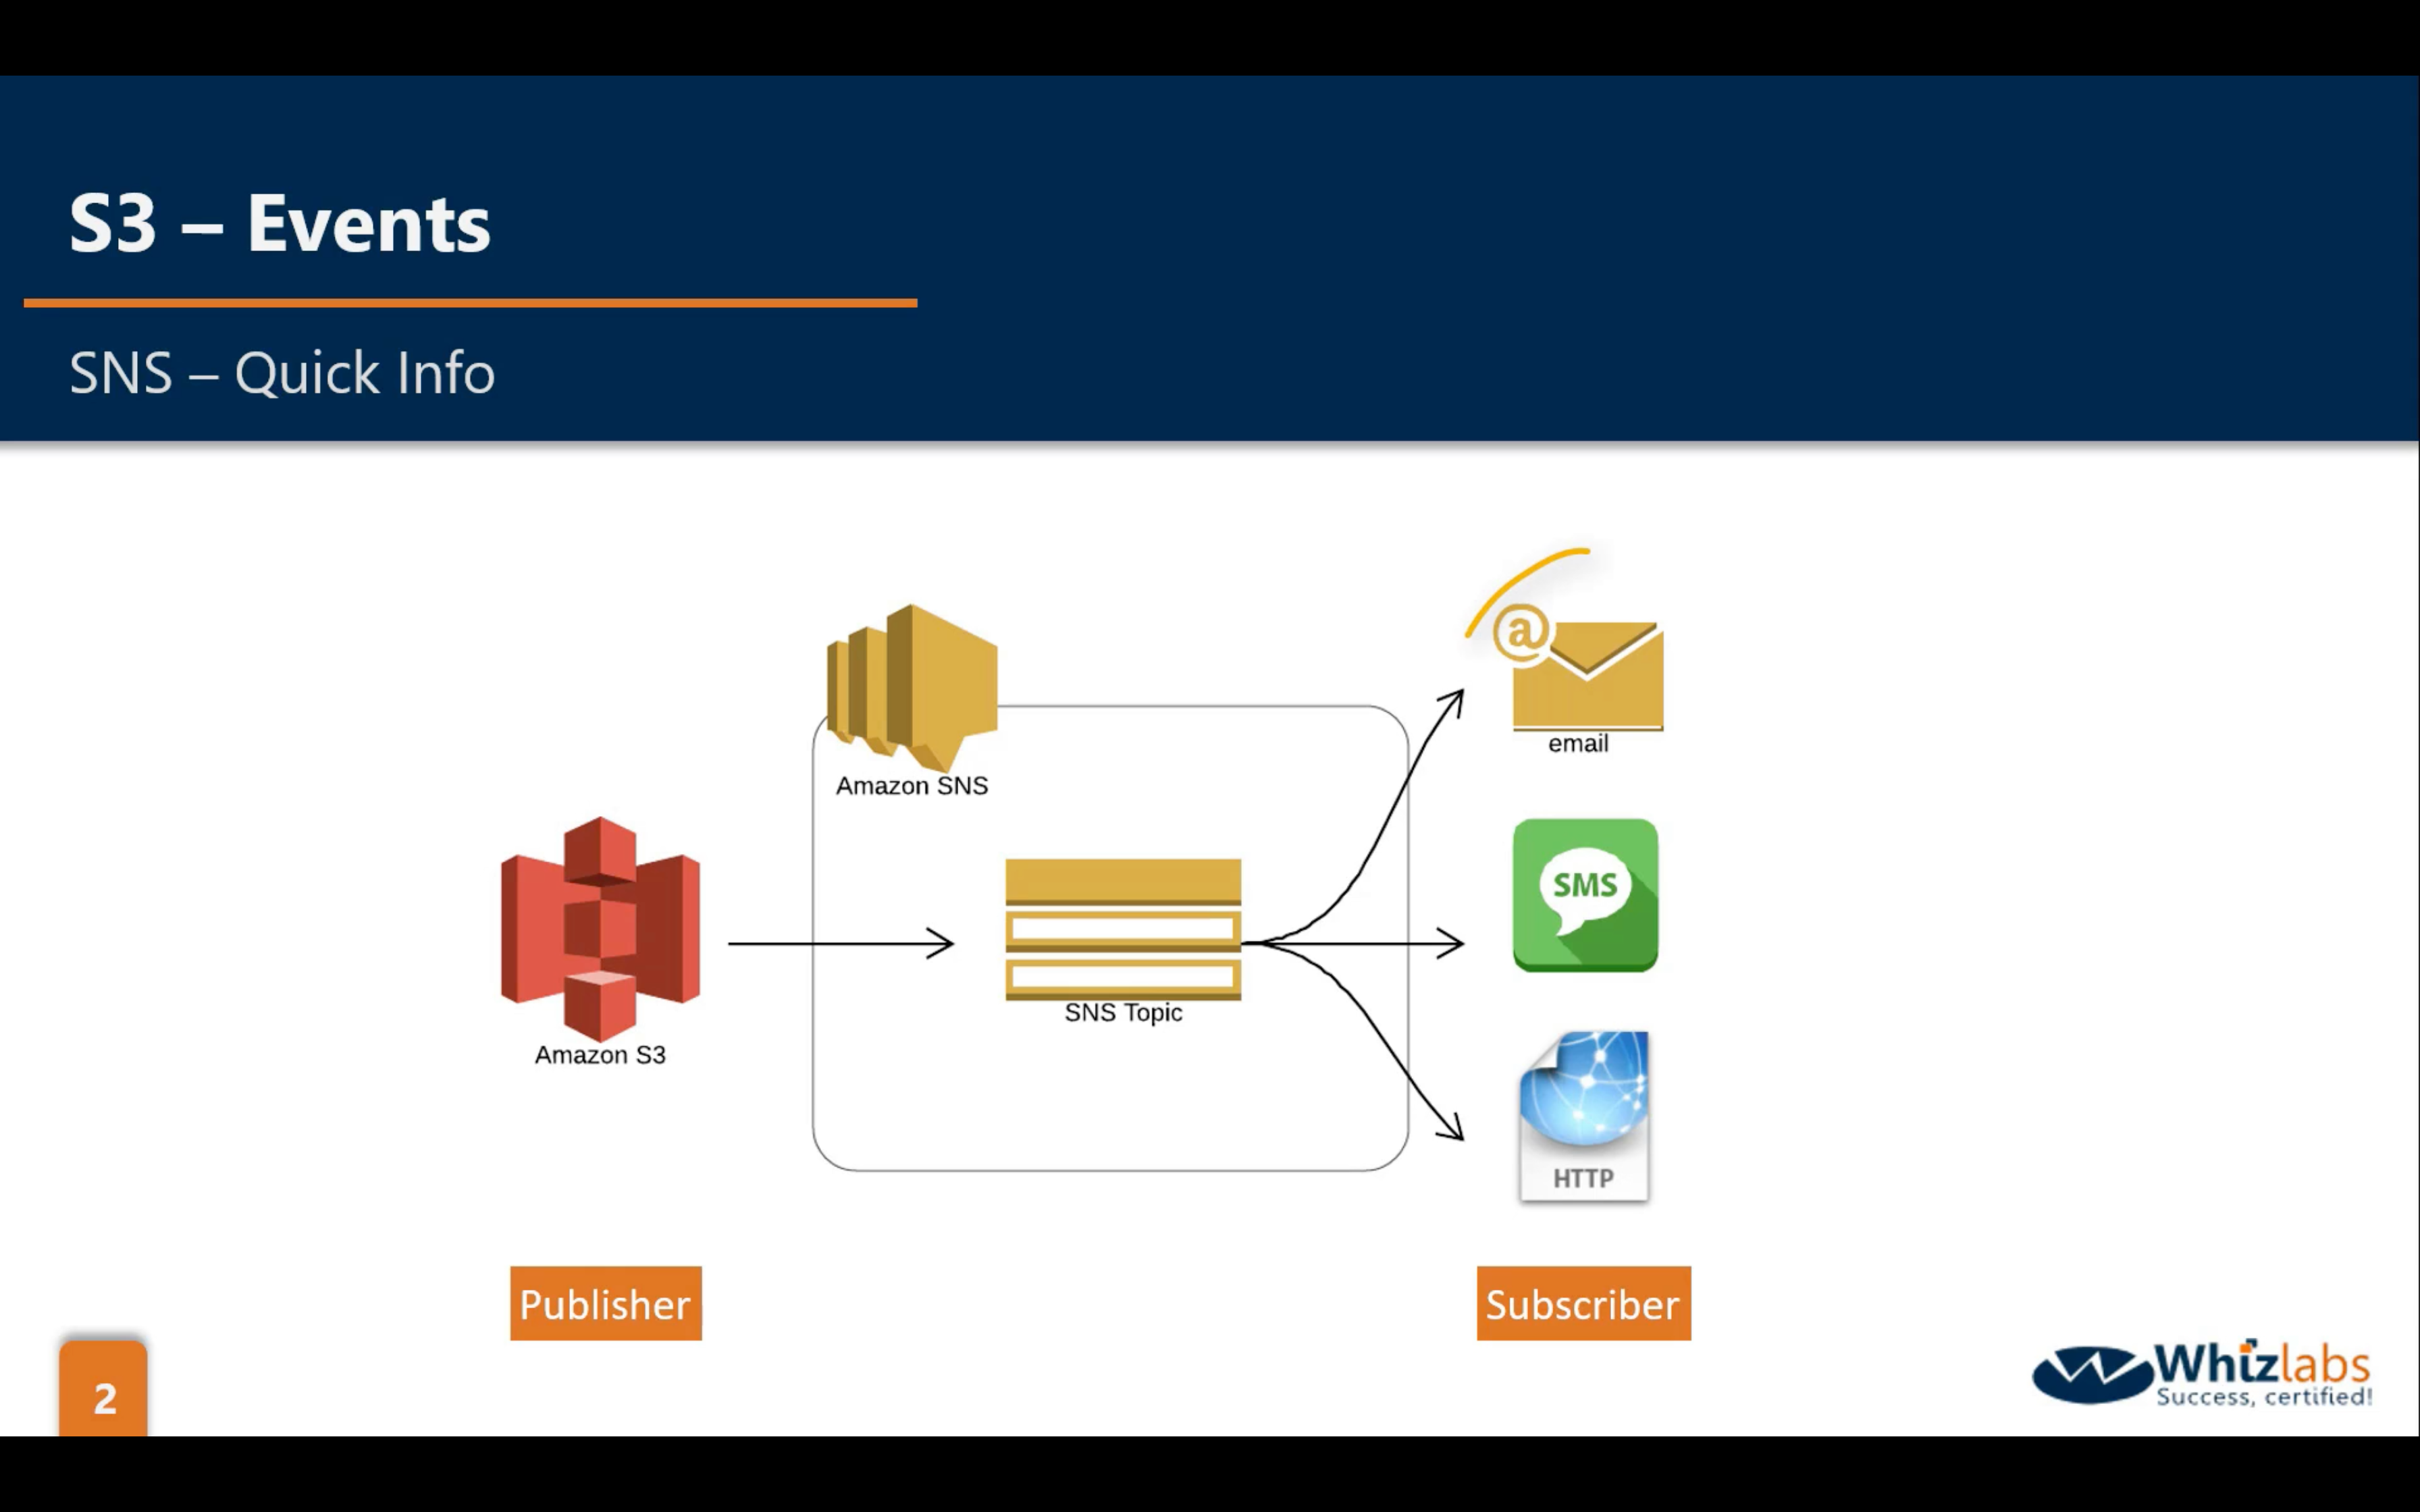 S3 – Events
SNS – Quick Info
@
email
Amazon SNS
SMS
SNS Topic
Amazon S3
HTTP
Publisher
Subscriber
2
Whizlabs
Success, certified!